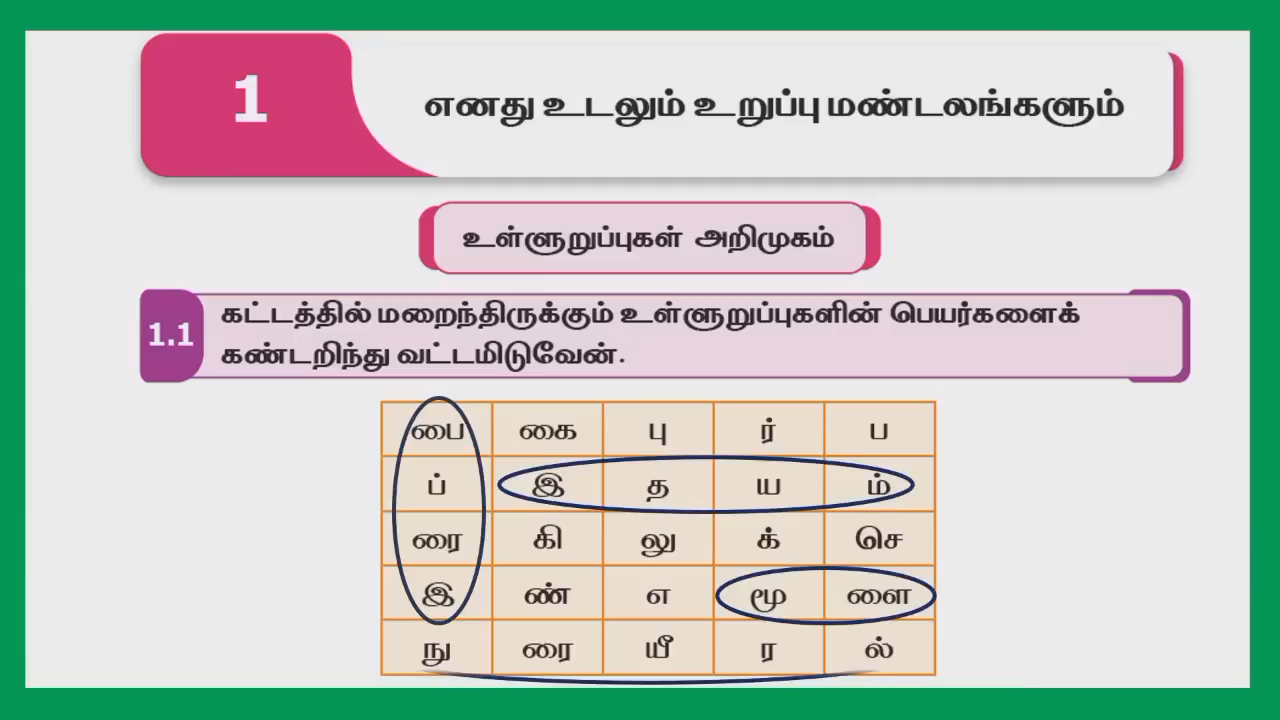 1
எனது உடலும் உறுப்பு மண்டலங்களும்
உள்ளுறுப்புகள் அறிமுகம்
1.1
கட்டத்தில் மறைந்திருக்கும் உள்ளுறுப்புகளின் பெயர்களைக்
கண்டறிந்து வட்டமிடுவேன்.
பை கை பு ர் ப
ப் இ த ய ம்
ரை கி லு க் செ
இ ண் எ மூ ளை
நு ரை யீ ர ல்